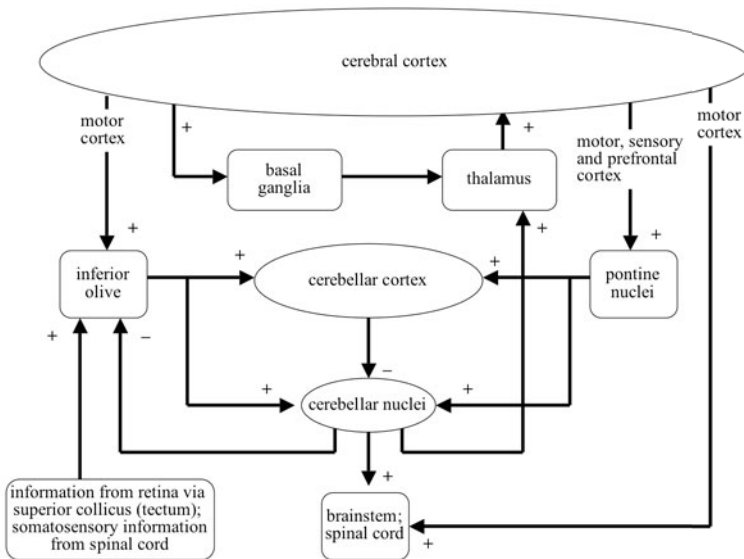 cerebral cortex
motor
cortex
+
+
motor
cortex
motor, sensory
and prefrontal
cortex
basal
ganglia
thalamus
+
+
+
inferior
olive
+
cerebellar cortex
+
pontine
nuclei
+
−
−
+
cerebellar nuclei
+
+
information from retina via
superior collicus (tectum);
somatosensory information
from spinal cord
brainstem;
spinal cord
+